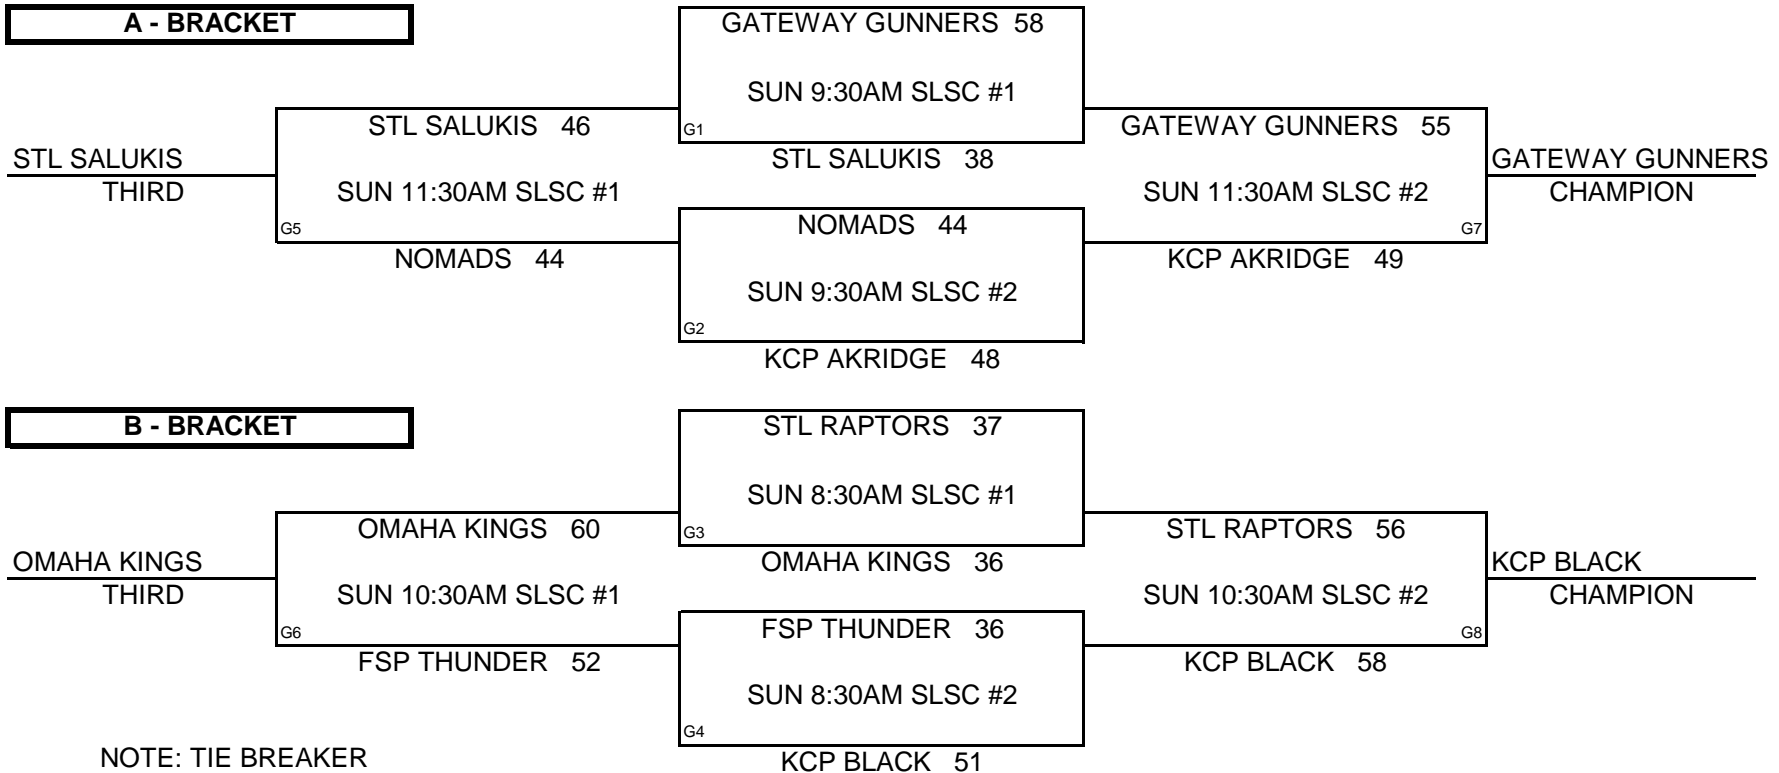 A - BRACKET
GATEWAY GUNNERS 58
SUN 9:30AM SLSC #1
G1
STL SALUKIS 38
STL SALUKIS 46
SUN 11:30AM SLSC #1
G5
NOMADS 44
STL SALUKIS
THIRD
NOMADS 44
SUN 9:30AM SLSC #2
G2
KCP AKRIDGE 48
GATEWAY GUNNERS 55
SUN 11:30AM SLSC #2
G7
KCP AKRIDGE 49
GATEWAY GUNNERS
CHAMPION
B - BRACKET
STL RAPTORS 37
SUN 8:30AM SLSC #1
G3
OMAHA KINGS 36
OMAHA KINGS 60
SUN 10:30AM SLSC #1
G6
FSP THUNDER 52
OMAHA KINGS
THIRD
FSP THUNDER 36
SUN 8:30AM SLSC #2
G4
KCP BLACK 51
STL RAPTORS 56
SUN 10:30AM SLSC #2
G8
KCP BLACK 58
KCP BLACK
CHAMPION
NOTE: TIE BREAKER